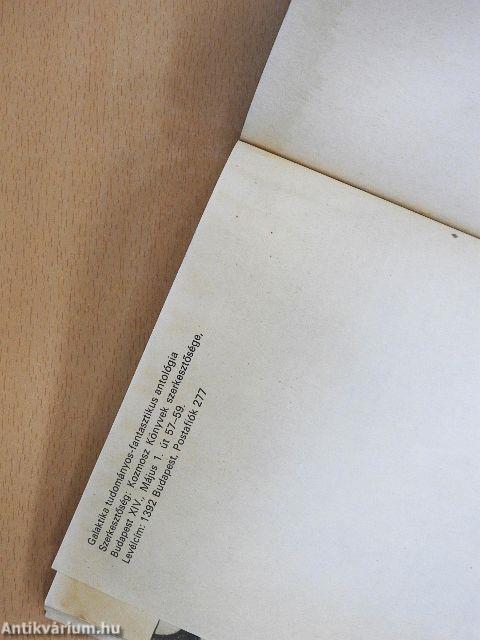 Galaktika tudományos-fantasztikus antológia
Szerkesztőség: Kozmosz Könyvek szerkesztősége,
Budapest XIV., Május 1. út 57–59.
Levélcím: 1392 Budapest, Postafiók 277
Antikvárium.hu